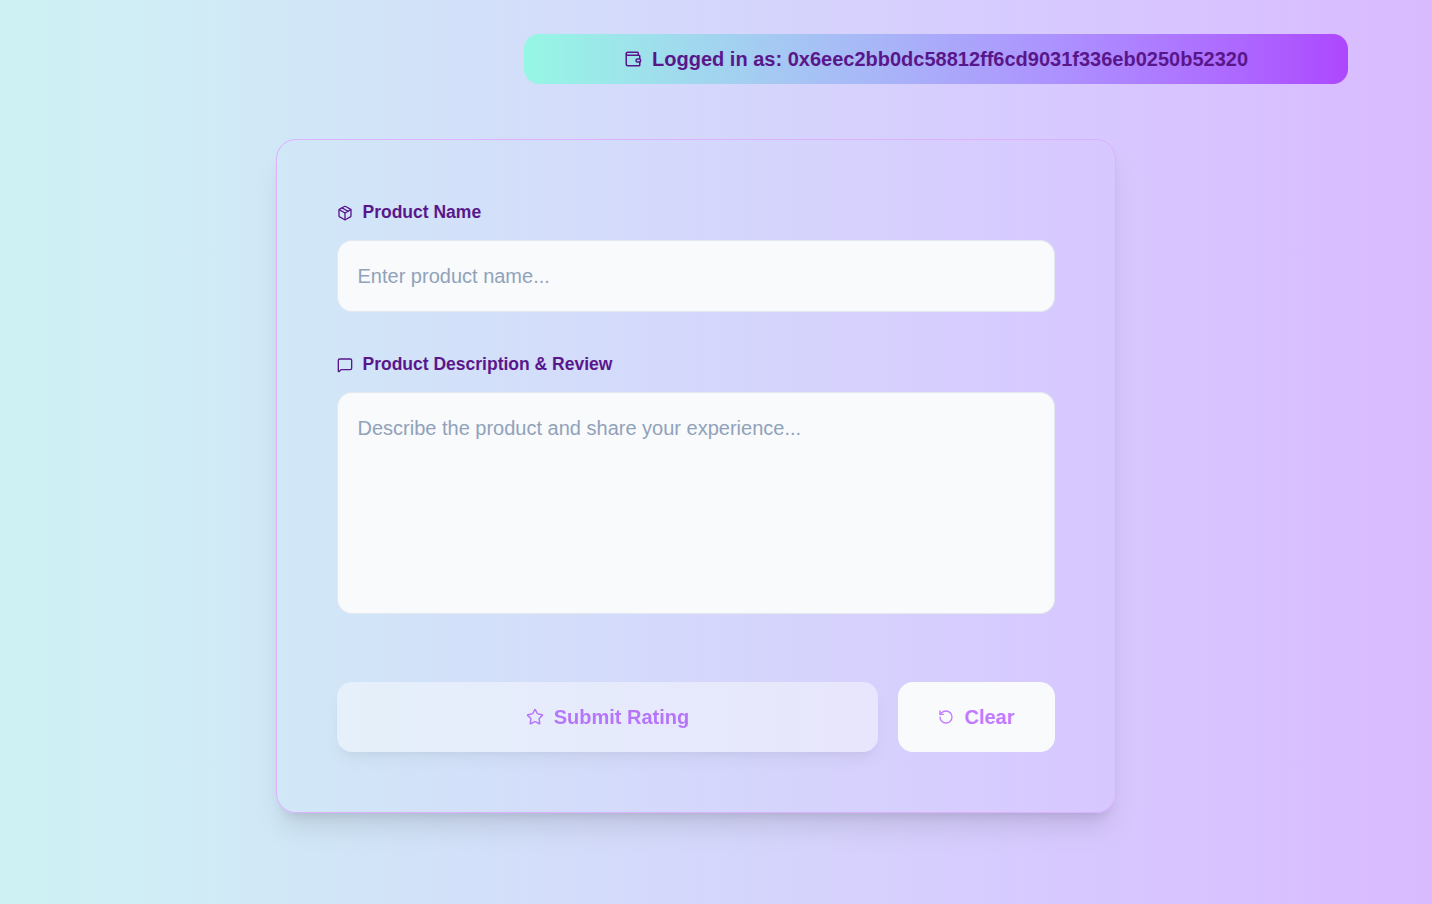 Logged in as: 0x6eec2bb0dc58812ff6cd9031f336eb0250b52320
Product Name
Enter product name...
Product Description & Review
Describe the product and share your experience...
Submit Rating
Clear